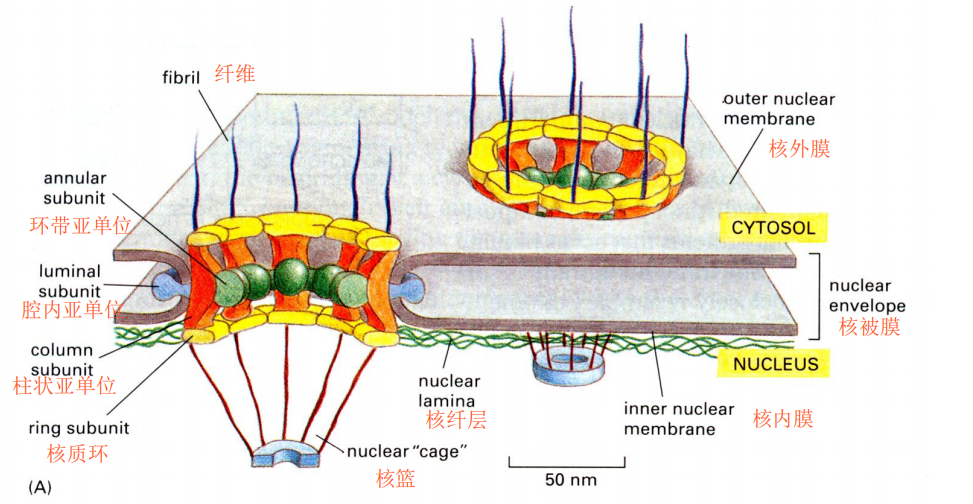 fibril 纤维
annular
subunit
环带亚单位
luminal
subunit
腔内亚单位
column
subunit
柱状亚单位
ring subunit
核质环
(A)
nuclear "cage"
核篮
nuclear
lamina
核纤层
50 nm
outer nuclear
membrane
核外膜
CYTOSOL
nuclear
envelope
核被膜
NUCLEUS
inner nuclear
membrane
核内膜